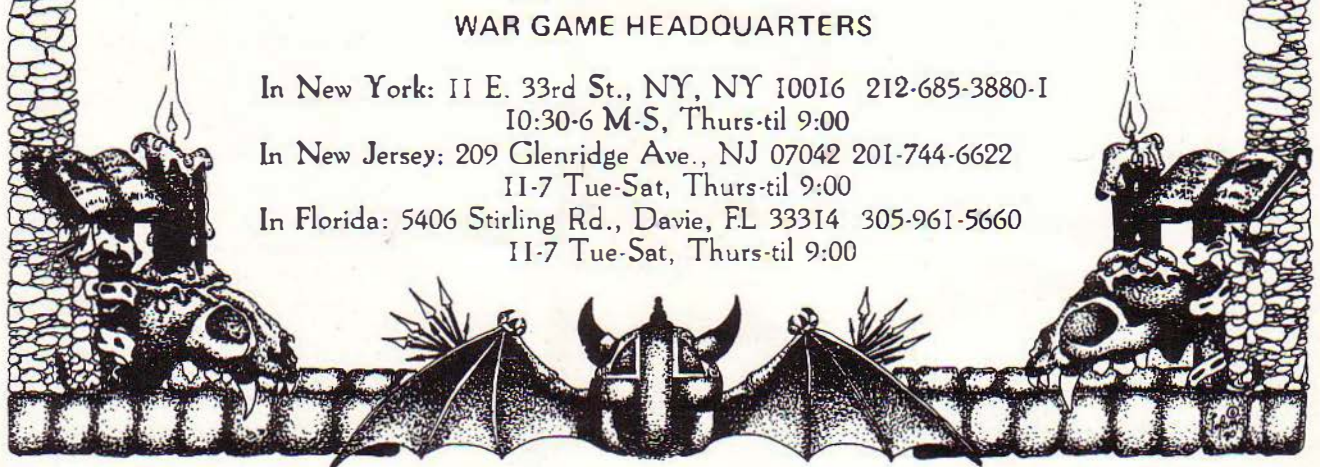 WAR GAME HEADQUARTERS
In New York: 11 E. 33rd St., NY, NY 10016 212-685-3880-1
10:30-6 M-S, Thurs-til 9:00
In New Jersey: 209 Glenridge Ave., NJ 07042 201-744-6622
11-7 Tue-Sat, Thurs-til 9:00
In Florida: 5406 Stirling Rd., Davie, FL 33314 305-961-5660
11-7 Tue-Sat, Thurs-til 9:00